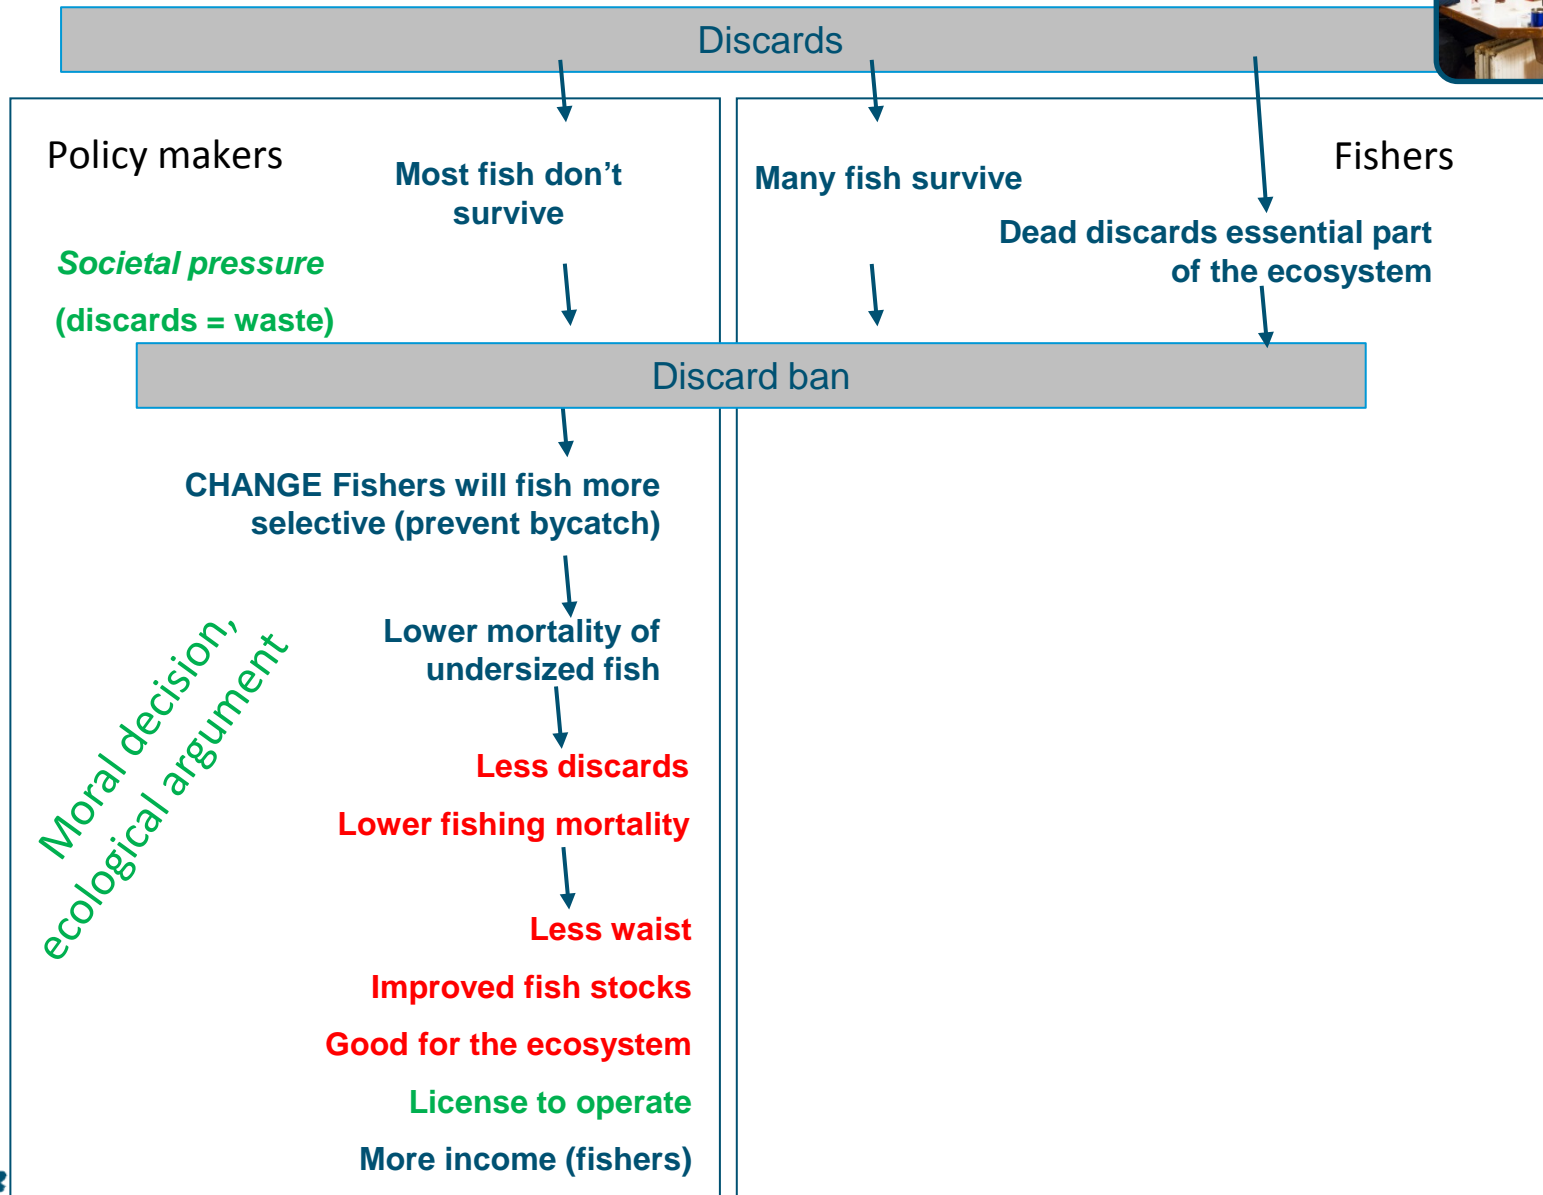 Discards
Policy makers
Most fish don’t
survive
Societal pressure
(discards = waste)
Many fish survive
Fishers
Dead discards essential part
of the ecosystem
Discard ban
CHANGE Fishers will fish more
selective (prevent bycatch)
Lower mortality of
undersized fish
Moral decision,
ecological argument
Less discards
Lower fishing mortality
Less waist
Improved fish stocks
Good for the ecosystem
License to operate
More income (fishers)